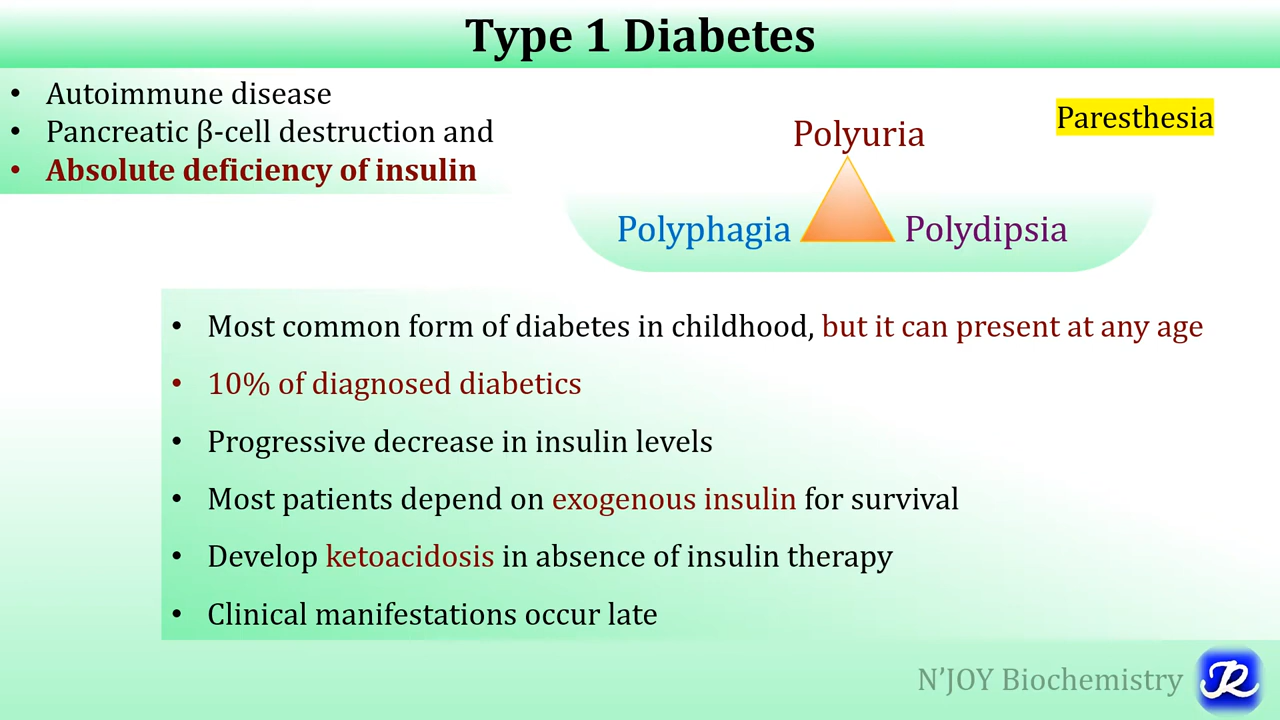 Type 1 Diabetes
• Autoimmune disease
• Pancreatic β-cell destruction and
• Absolute deficiency of insulin
Paresthesia
Polyuria
Polyphagia
Polydipsia
• Most common form of diabetes in childhood, but it can present at any age
• 10% of diagnosed diabetics
• Progressive decrease in insulin levels
• Most patients depend on exogenous insulin for survival
• Develop ketoacidosis in absence of insulin therapy
• Clinical manifestations occur late
N’JOY Biochemistry